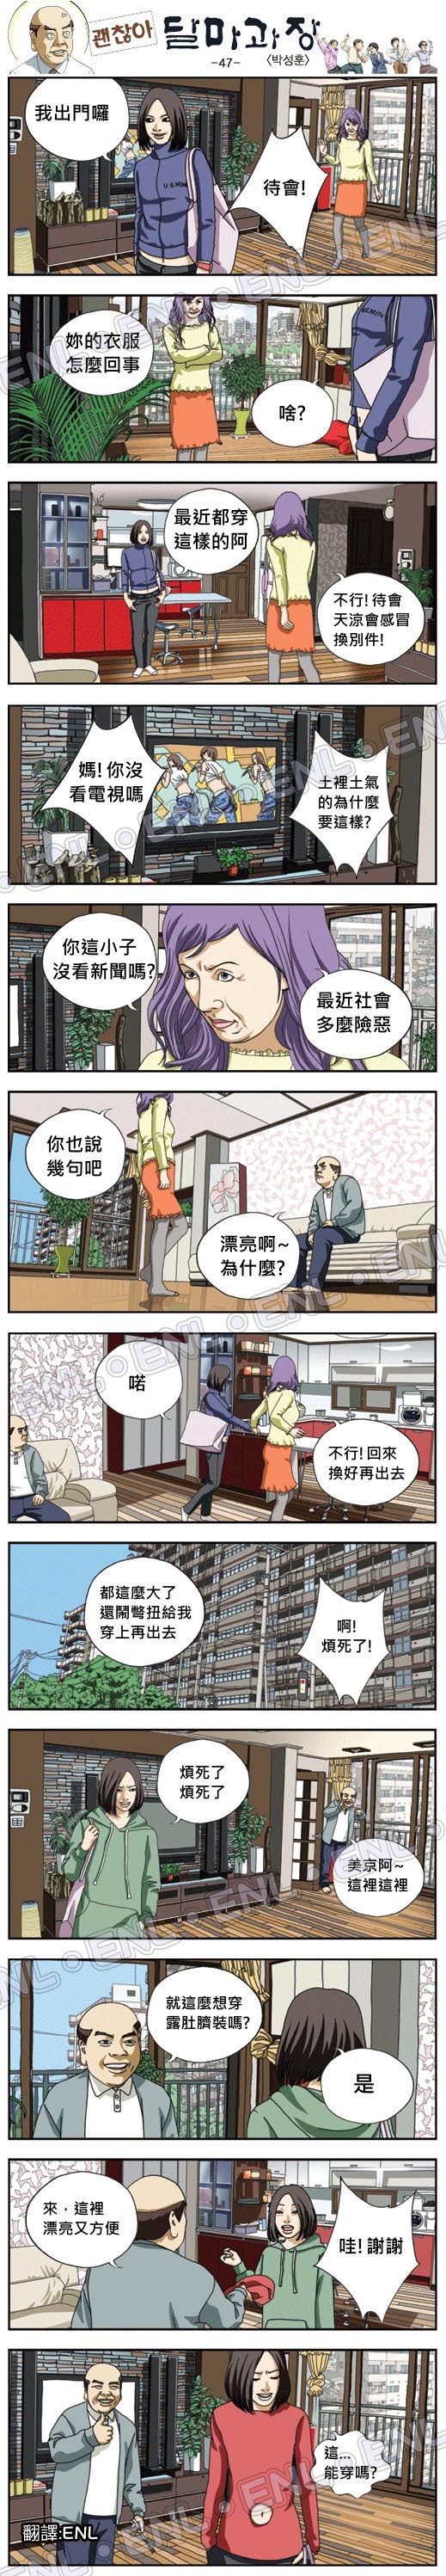 괜찮아 달마과장
-47- <박성훈>
我出門囉
U.S.MIN
待會!
妳的衣服
怎麼回事
U.S.MIN
啥?
最近都穿
這樣的阿
不行!待會
天涼會感冒
換別件!
媽!你沒
看電視嗎
土裡土氣
的為什麼
要這樣?
你這小子
沒看新聞嗎?
最近社會
多麼險惡
你也說
幾句吧
漂亮啊~
為什麼?
喏
不行!回來
換好再出去
都這麼大了
還鬧彆扭給我
穿上再出去
啊!
煩死了!
煩死了
煩死了
美京阿~
這裡這裡
就這麼想穿
露肚臍裝嗎?
是
來，這裡
漂亮又方便
哇!謝謝
這...
能穿嗎?
翻譯:ENL
ENL